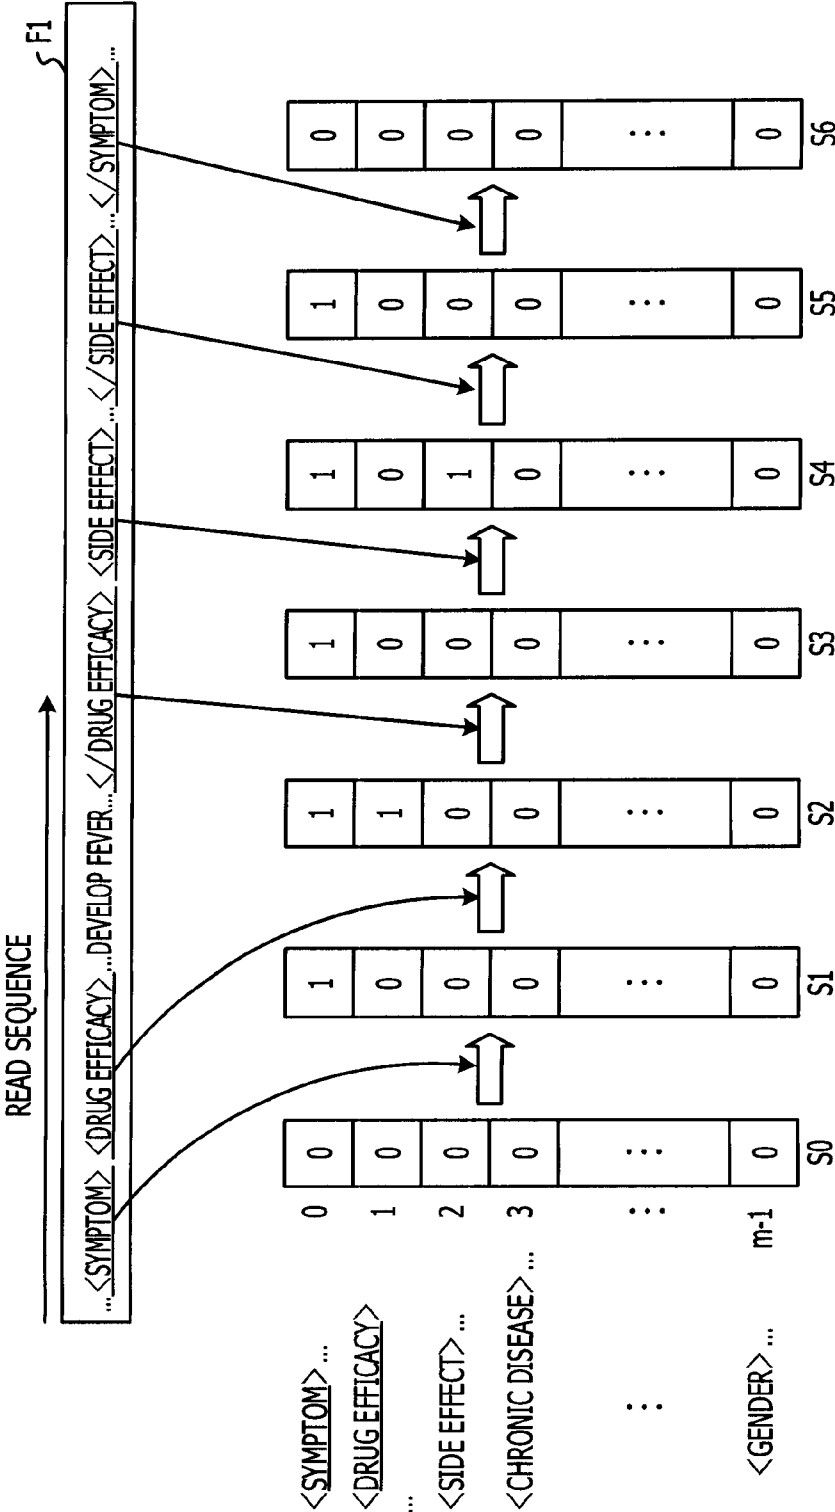 READ SEQUENCE
F1
...<SYMPTOM> <DRUG EFFICACY>...DEVELOP FEVER...</DRUG EFFICACY> <SIDE EFFECT>...</SIDE EFFECT>...</SYMPTOM>...
<SYMPTOM>... 0 0 1 1 1 1 1 0
<DRUG EFFICACY> 1 0 0 1 0 0 0 0
...
<SIDE EFFECT>... 2 0 0 0 0 1 0 0
<CHRONIC DISEASE>... 3 0 0 0 0 0 0 0
... ... ... ... ... ... ... ... ...
<GENDER>... m-1 0 0 0 0 0 0 0
S0 S1 S2 S3 S4 S5 S6